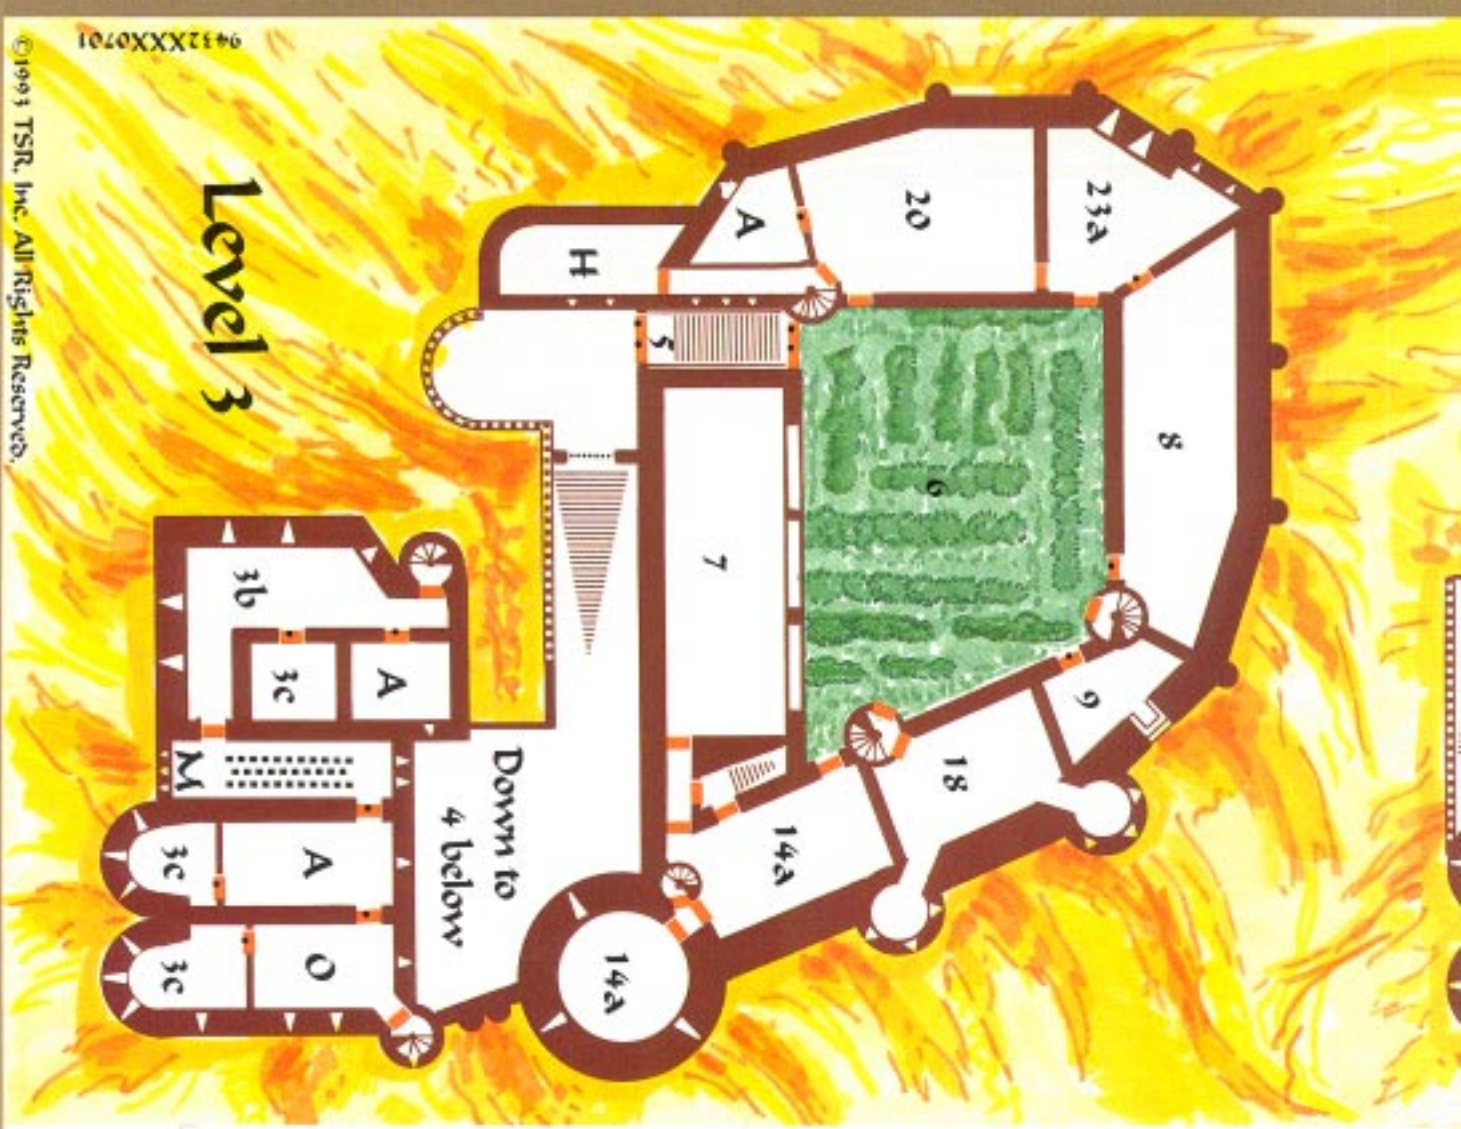 9432XXX0701
©1993 TSR, Inc. All Rights Reserved.
Level 3
23a
20
A
H
8
5
6
7
9
18
14a
14a
3b
3c
A
M
Down to
4 below
A
3c
O
3c